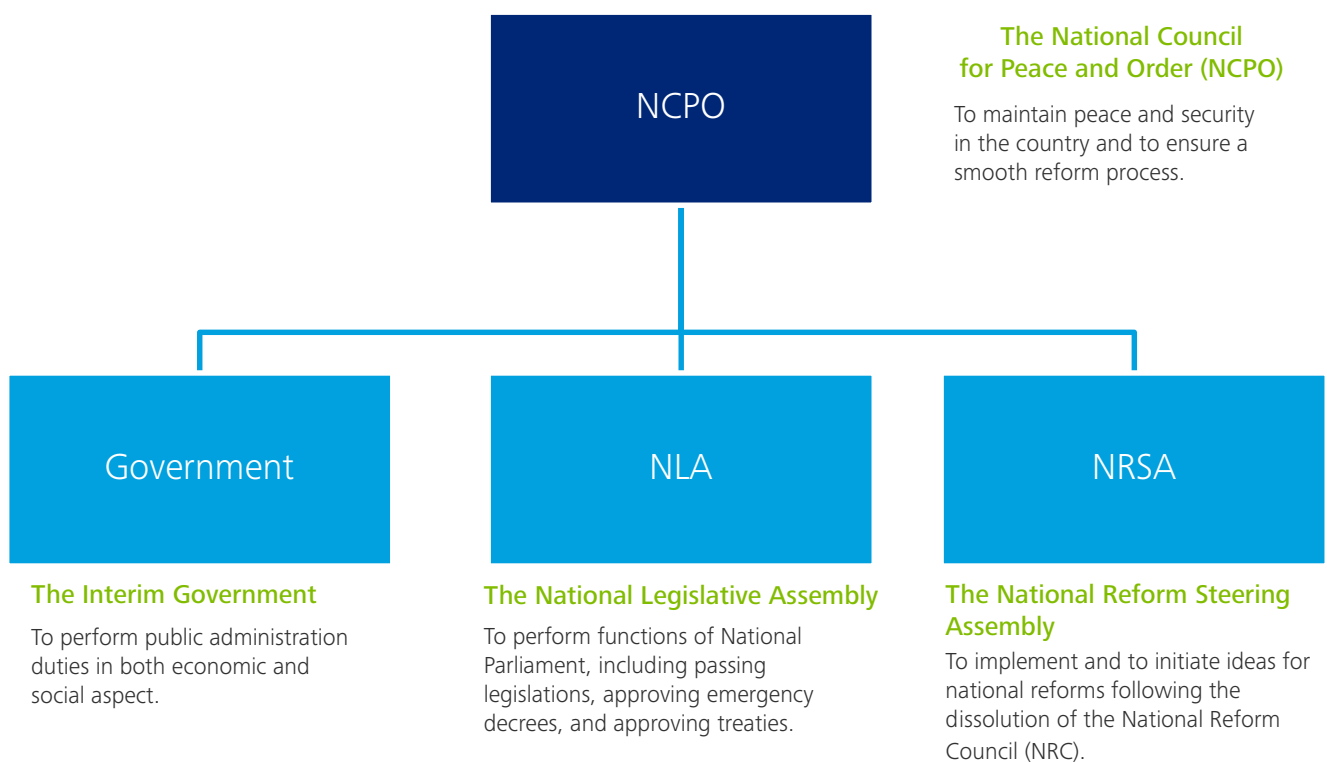 NCPO
The National Council
for Peace and Order (NCPO)
To maintain peace and security
in the country and to ensure a
smooth reform process.
Government
NLA
NRSA
The Interim Government
To perform public administration
duties in both economic and
social aspect.
The National Legislative Assembly
To perform functions of National
Parliament, including passing
legislations, approving emergency
decrees, and approving treaties.
The National Reform Steering
Assembly
To implement and to initiate ideas for
national reforms following the
dissolution of the National Reform
Council (NRC).